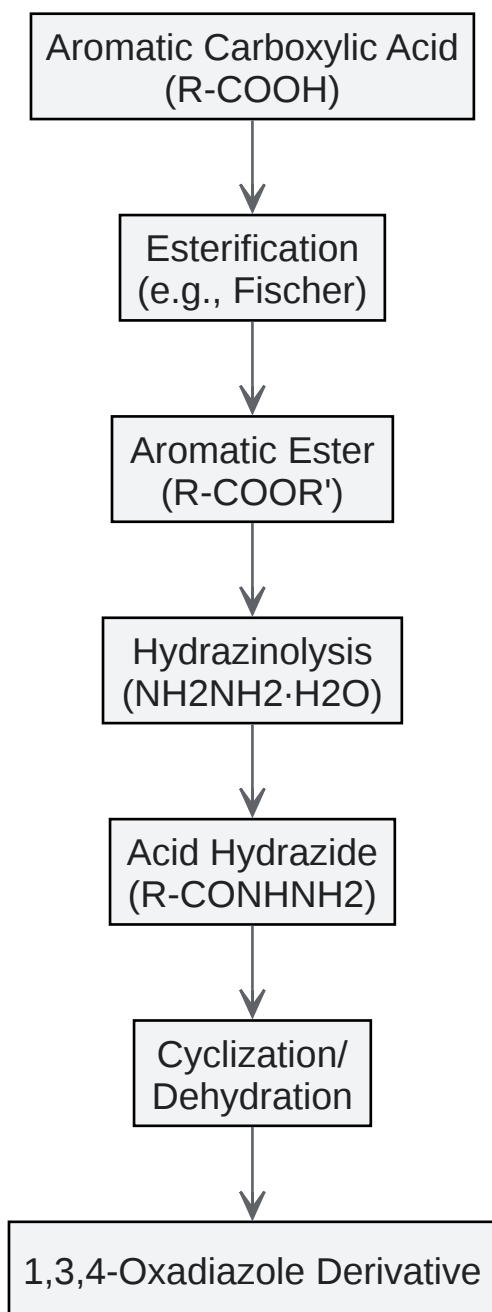 Aromatic Carboxylic Acid
(R-COOH)
Esterification
(e.g., Fischer)
Aromatic Ester
(R-COOR')
Hydrazinolysis
(NH2NH2·H2O)
Acid Hydrazide
(R-CONHNH2)
Cyclization/
Dehydration
1,3,4-Oxadiazole Derivative